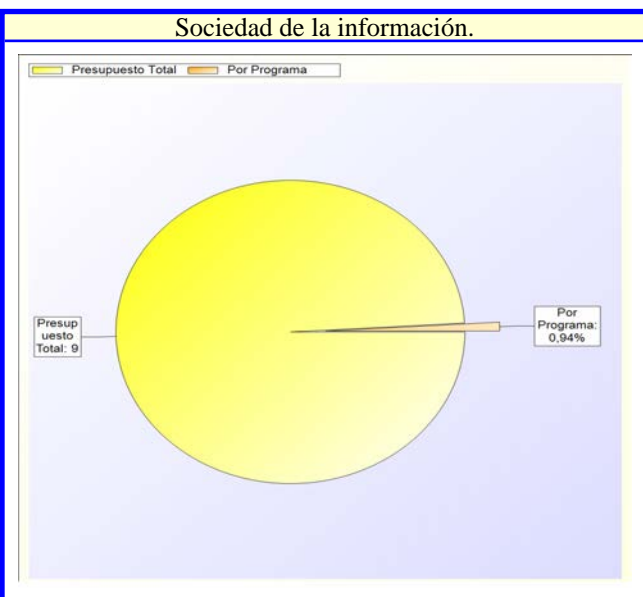 Sociedad de la información.
Presupuesto Total Por Programa
Presup
uesto
Total: 9
Por
Programa:
0,94%